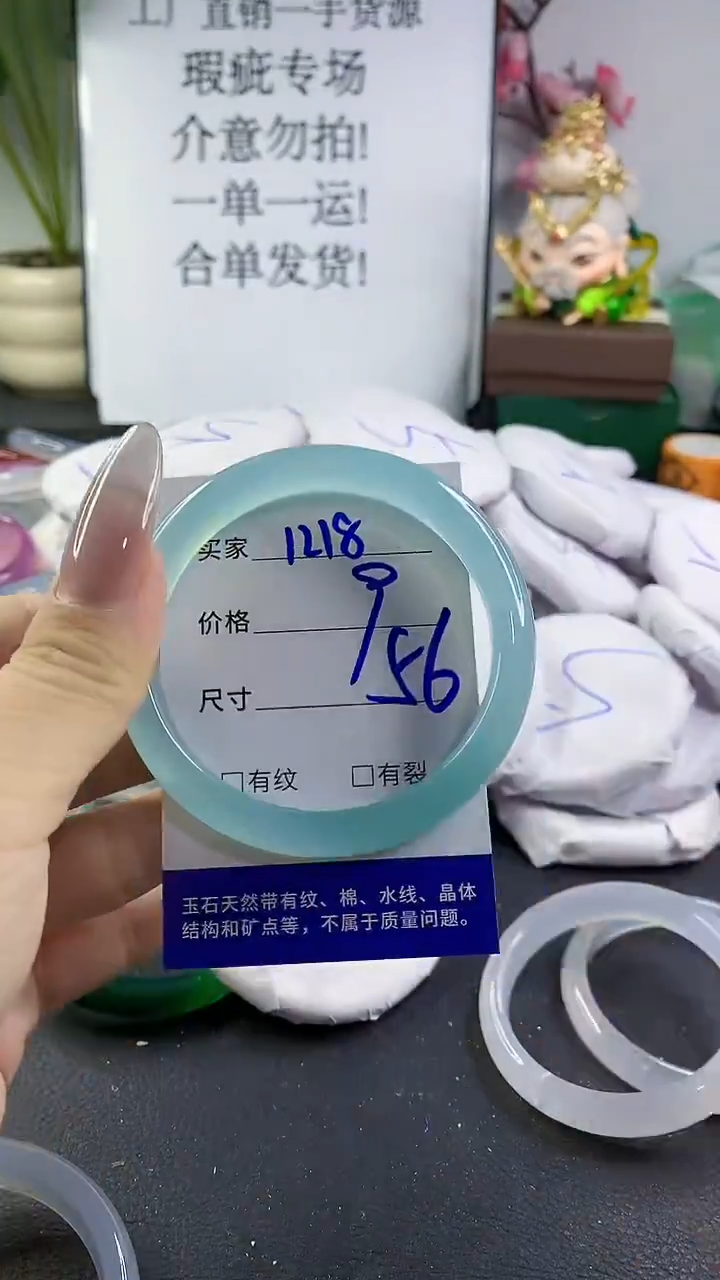 工厂直销一手货源
瑕疵专场
介意勿拍!
一单一运!
合单发货!
买家 1218
价格
尺寸 56
□有纹 □有裂
玉石天然带有纹、棉、水线、晶体
结构和矿点等，不属于质量问题。